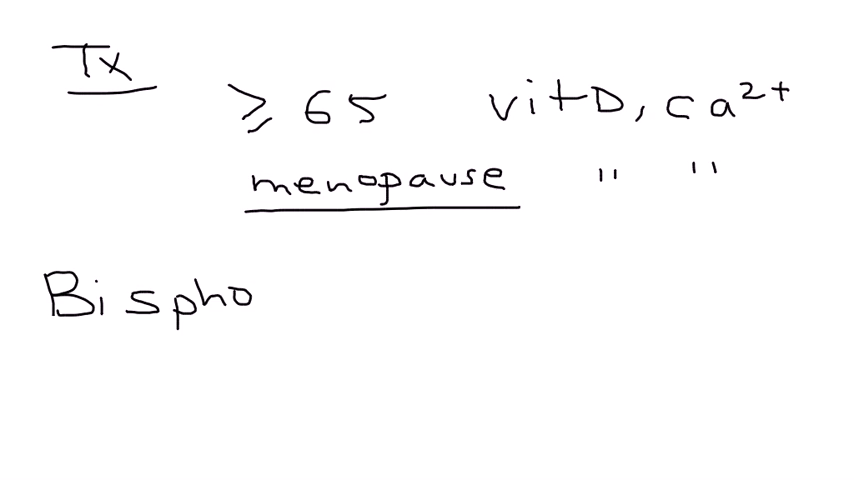 Tx
≥ 65 vitD, ca²⁺
menopause " "
Bispho